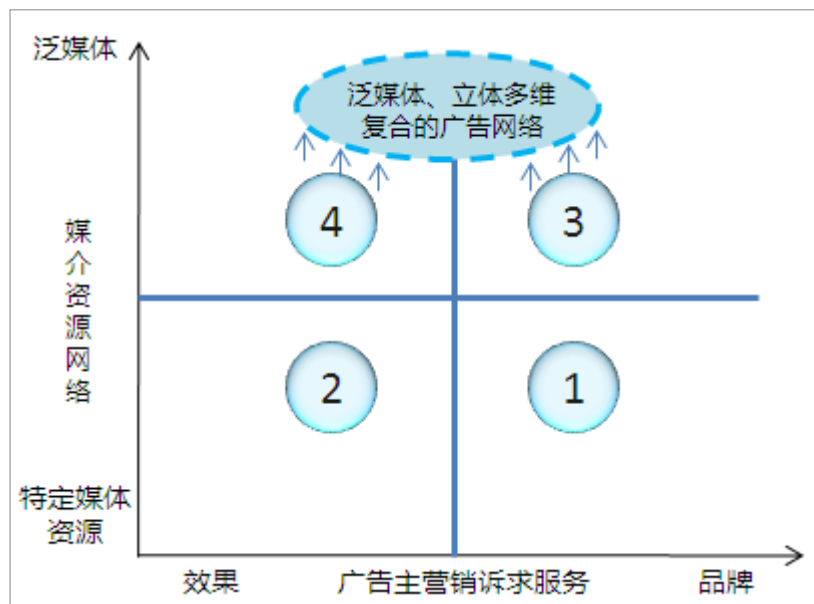 泛媒体
泛媒体、立体多维
复合的广告网络
4
3
媒
介
资
源
网
络
2
1
特定媒体
资源
效果
广告主营销诉求服务
品牌